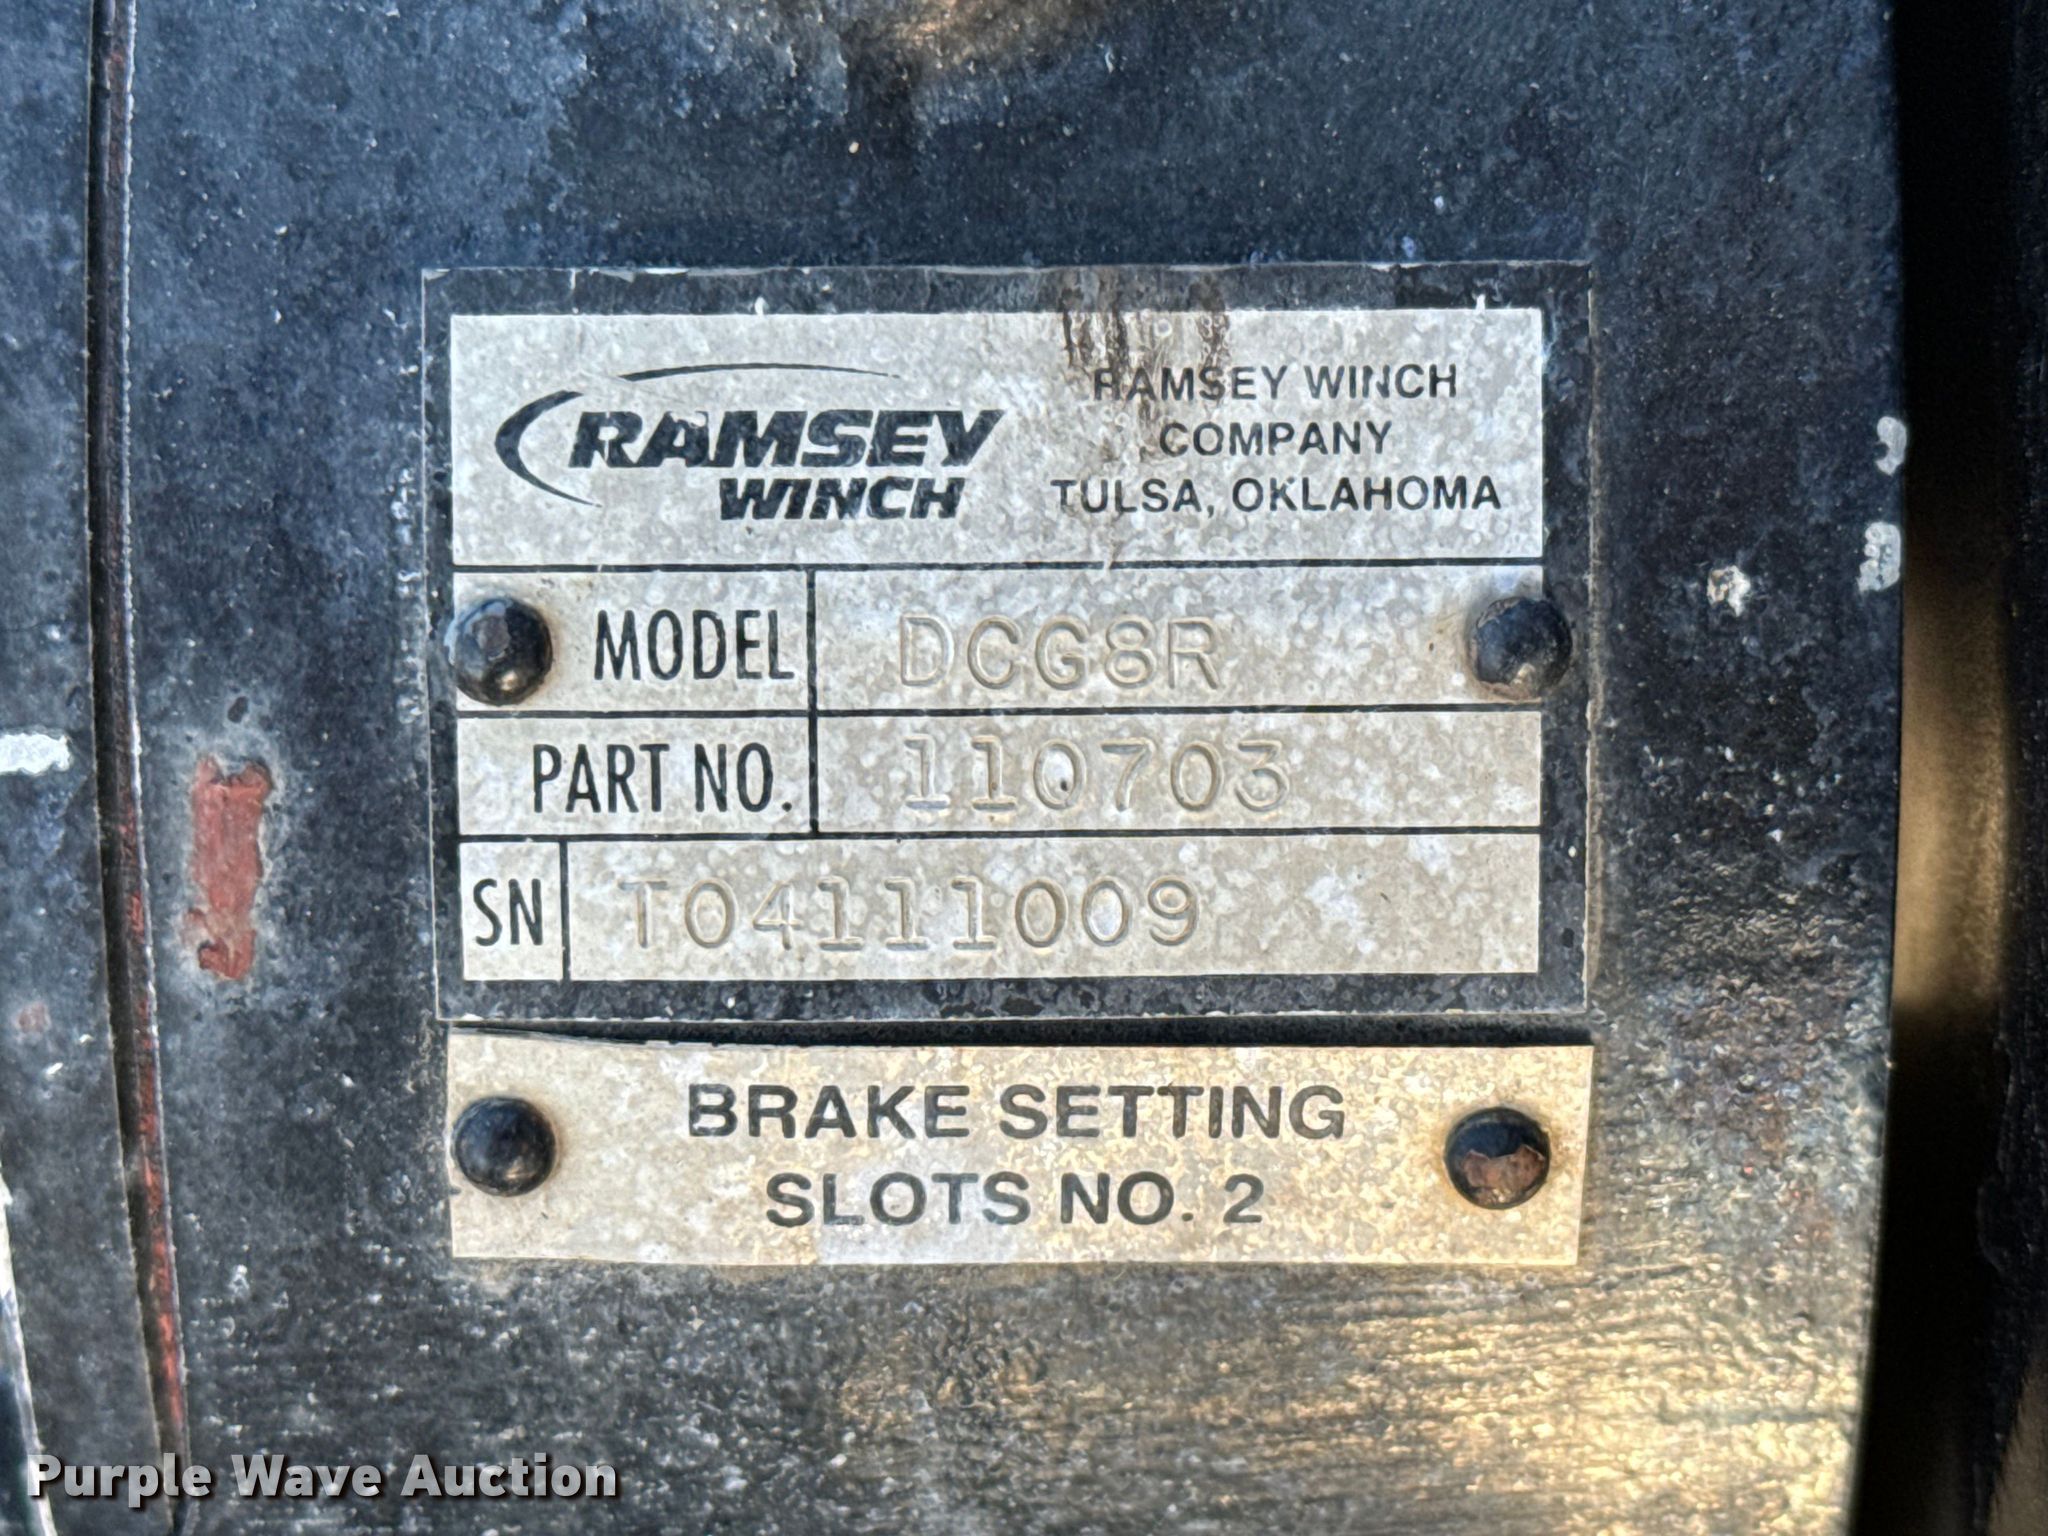 RAMSEY
WINCH
RAMSEY WINCH
COMPANY
TULSA, OKLAHOMA
MODEL DCG8R
PART NO. 110703
SN T04111009
BRAKE SETTING
SLOTS NO. 2
Purple Wave Auction